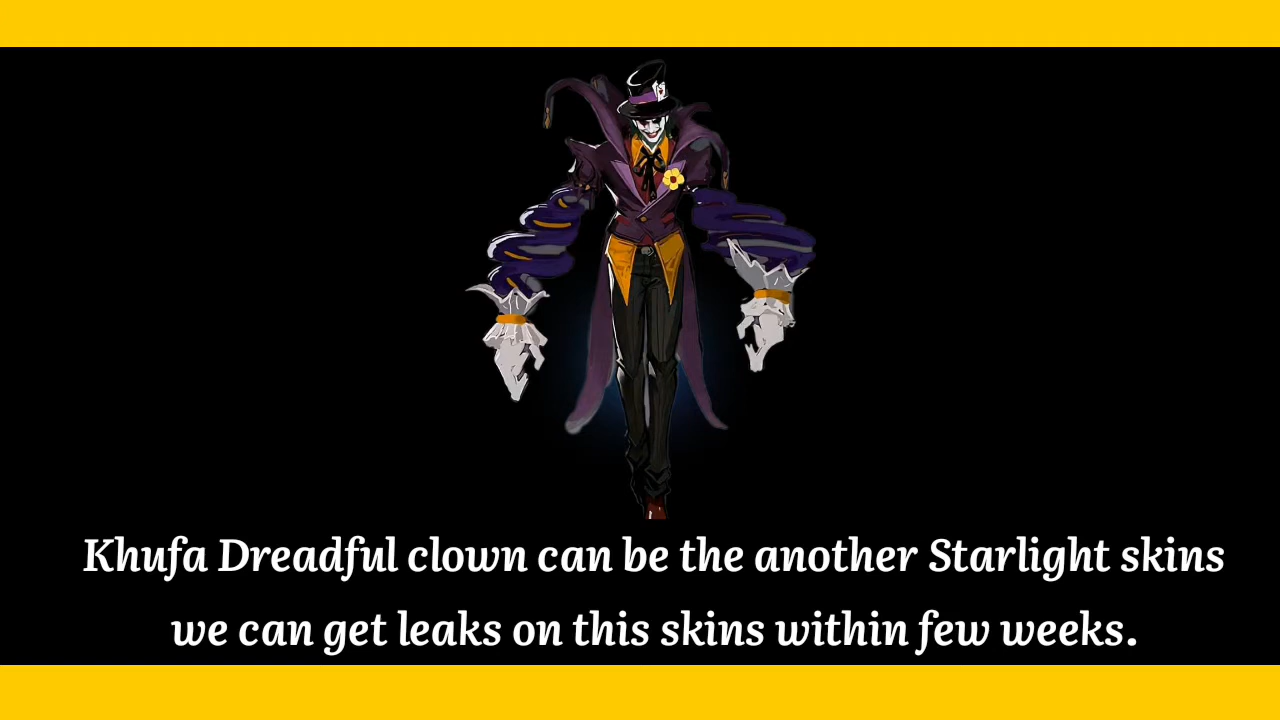 Khufa Dreadful clown can be the another Starlight skins
we can get leaks on this skins within few weeks.